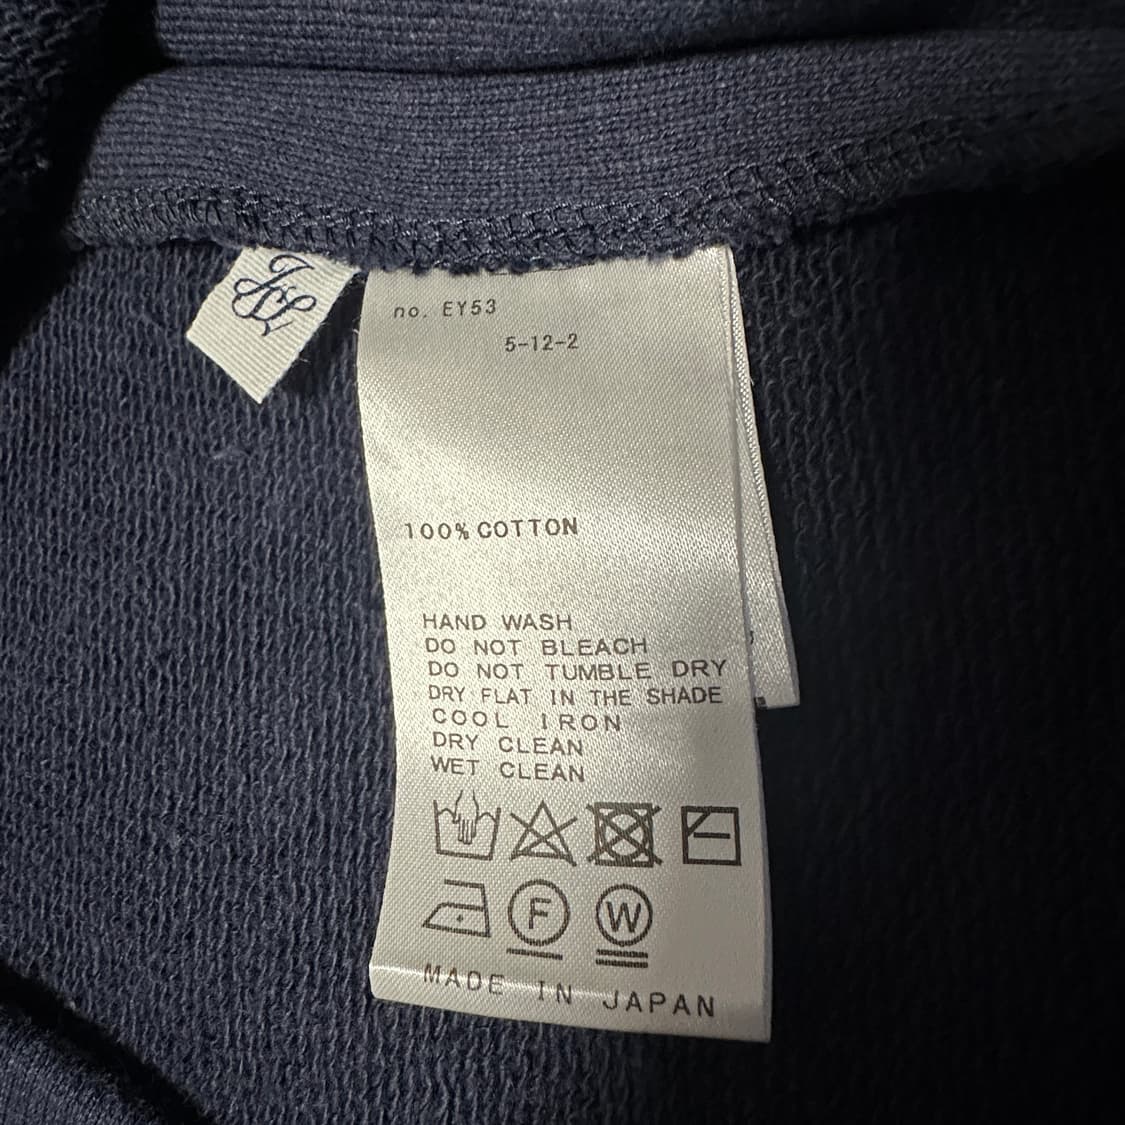 no. EY53
5-12-2
100% COTTON
HAND WASH
DO NOT BLEACH
DO NOT TUMBLE DRY
DRY FLAT IN THE SHADE
COOL IRON
DRY CLEAN
WET CLEAN
F W
MADE IN JAPAN